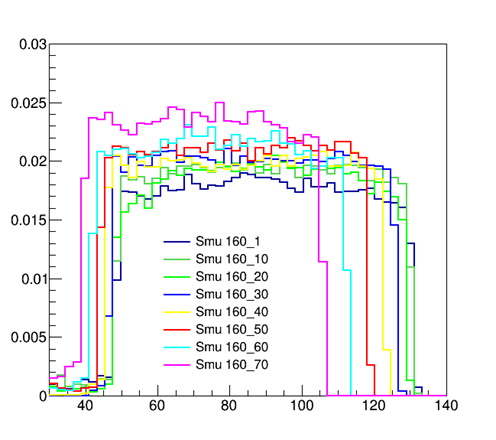 0.03
0.025
0.02
0.015
0.01
0.005
0
Smu 160_1
Smu 160_10
Smu 160_20
Smu 160_30
Smu 160_40
Smu 160_50
Smu 160_60
Smu 160_70
40 60 80 100 120 140